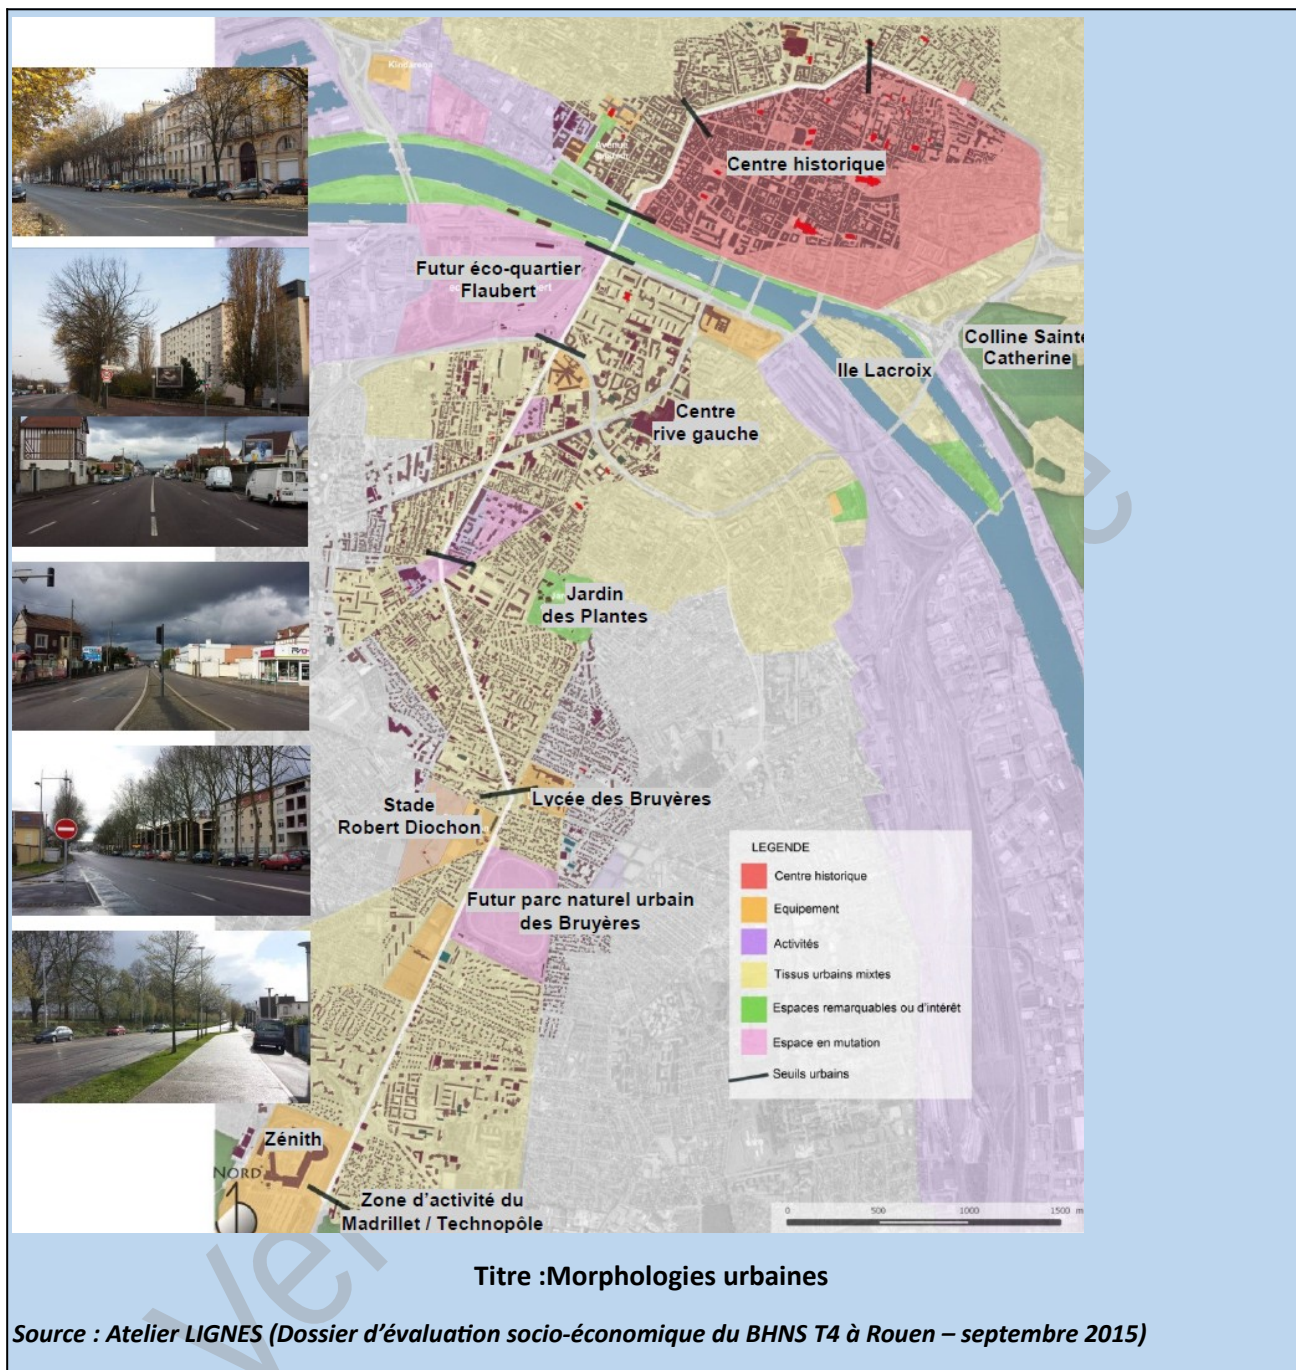 Kindarena
Centre historique
Futur éco-quartier
Flaubert
Colline Sainte
Catherine
Ile Lacroix
Centre
rive gauche
Jardin
des Plantes
Stade
Robert Diochon
Lycée des Bruyères
Futur parc naturel urbain
des Bruyères
LEGENDE
Centre historique
Equipement
Activités
Tissus urbains mixtes
Espaces remarquables ou d'intérêt
Espace en mutation
Seuils urbains
Zénith
NORD
Zone d'activité du
Madrillet / Technopôle
0 500 1000 1500 m
Titre :Morphologies urbaines
Source : Atelier LIGNES (Dossier d'évaluation socio-économique du BHNS T4 à Rouen – septembre 2015)